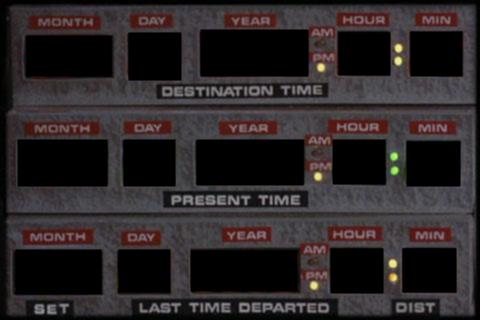 MONTH DAY YEAR AM HOUR MIN
PM
DESTINATION TIME
MONTH DAY YEAR AM HOUR MIN
PM
PRESENT TIME
MONTH DAY YEAR AM HOUR MIN
PM
SET LAST TIME DEPARTED DIST